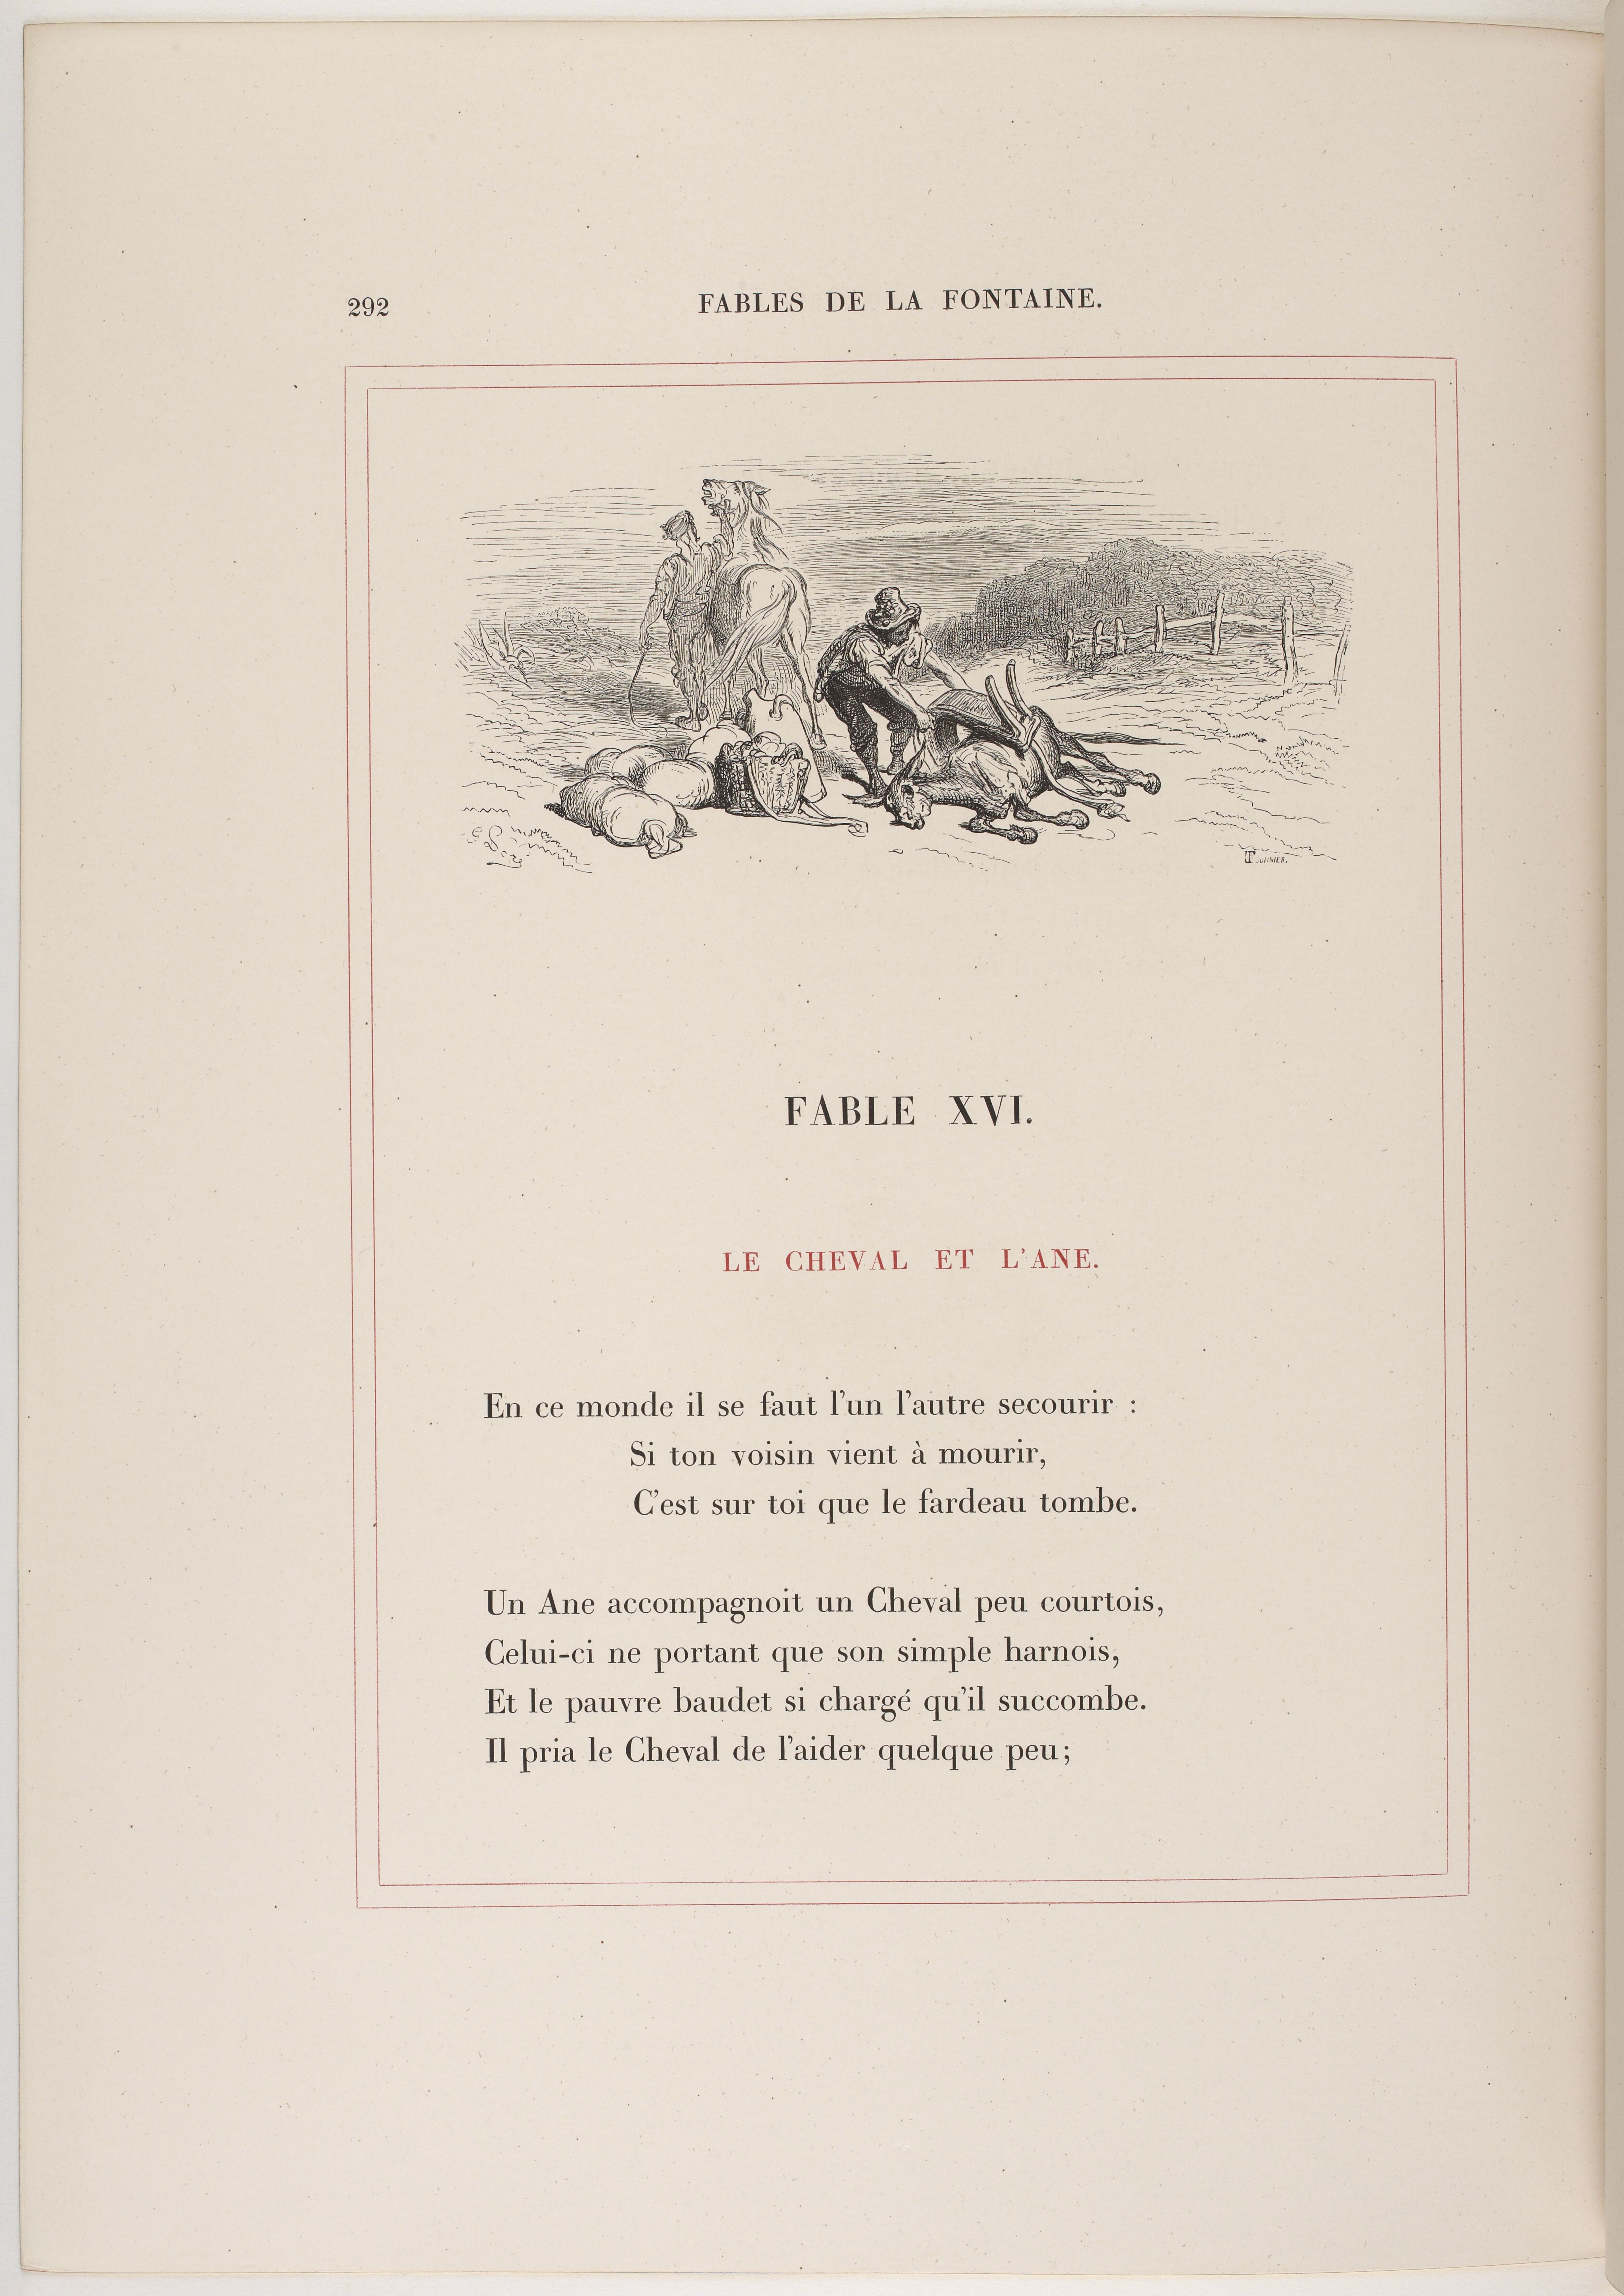 292
FABLES DE LA FONTAINE.
G Doré
FABLE XVI.
LE CHEVAL ET L'ANE.
En ce monde il se faut l'un l'autre secourir :
Si ton voisin vient à mourir,
C'est sur toi que le fardeau tombe.
Un Ane accompagnoit un Cheval peu courtois,
Celui-ci ne portant que son simple harnois,
Et le pauvre baudet si chargé qu'il succombe.
Il pria le Cheval de l'aider quelque peu;